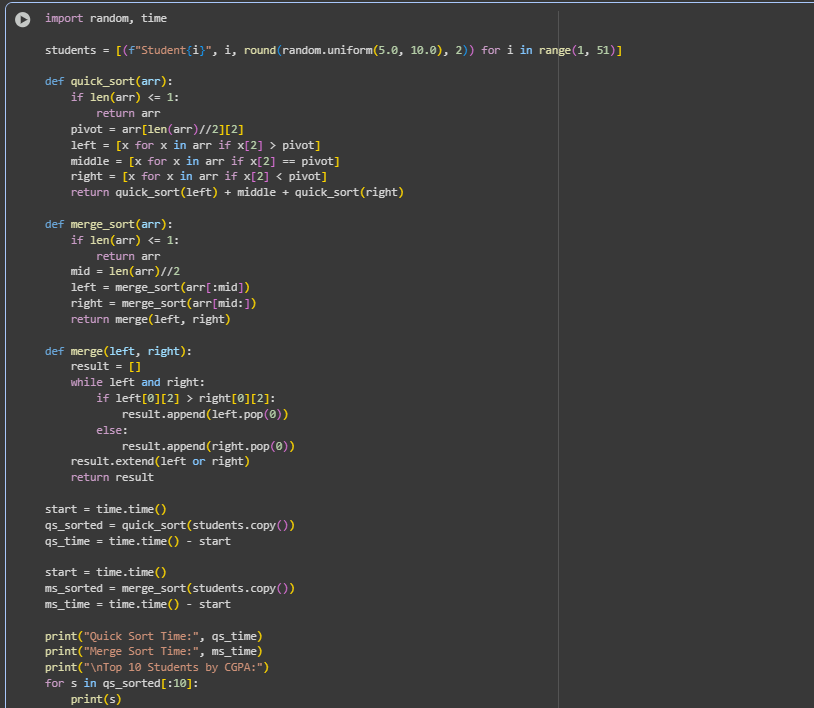 import random, time

students = [(f"Student{i}", i, round(random.uniform(5.0, 10.0), 2)) for i in range(1, 51)]

def quick_sort(arr):
    if len(arr) <= 1:
        return arr
    pivot = arr[len(arr)//2][2]
    left = [x for x in arr if x[2] > pivot]
    middle = [x for x in arr if x[2] == pivot]
    right = [x for x in arr if x[2] < pivot]
    return quick_sort(left) + middle + quick_sort(right)

def merge_sort(arr):
    if len(arr) <= 1:
        return arr
    mid = len(arr)//2
    left = merge_sort(arr[:mid])
    right = merge_sort(arr[mid:])
    return merge(left, right)

def merge(left, right):
    result = []
    while left and right:
        if left[0][2] > right[0][2]:
            result.append(left.pop(0))
        else:
            result.append(right.pop(0))
    result.extend(left or right)
    return result

start = time.time()
qs_sorted = quick_sort(students.copy())
qs_time = time.time() - start

start = time.time()
ms_sorted = merge_sort(students.copy())
ms_time = time.time() - start

print("Quick Sort Time:", qs_time)
print("Merge Sort Time:", ms_time)
print("\nTop 10 Students by CGPA:")
for s in qs_sorted[:10]:
    print(s)